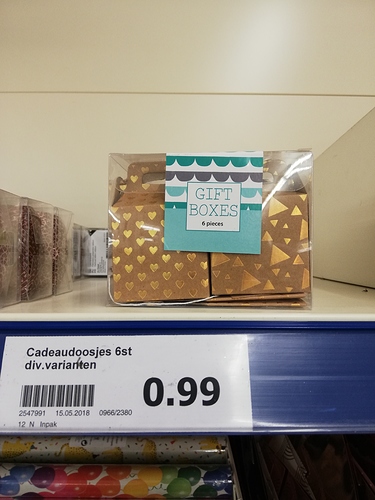 GIFT
BOXES
6 pieces
Cadeaudoosjes 6st
div.varianten
0.99
2547991 15.05.2018 0966/2380
12 N Inpak